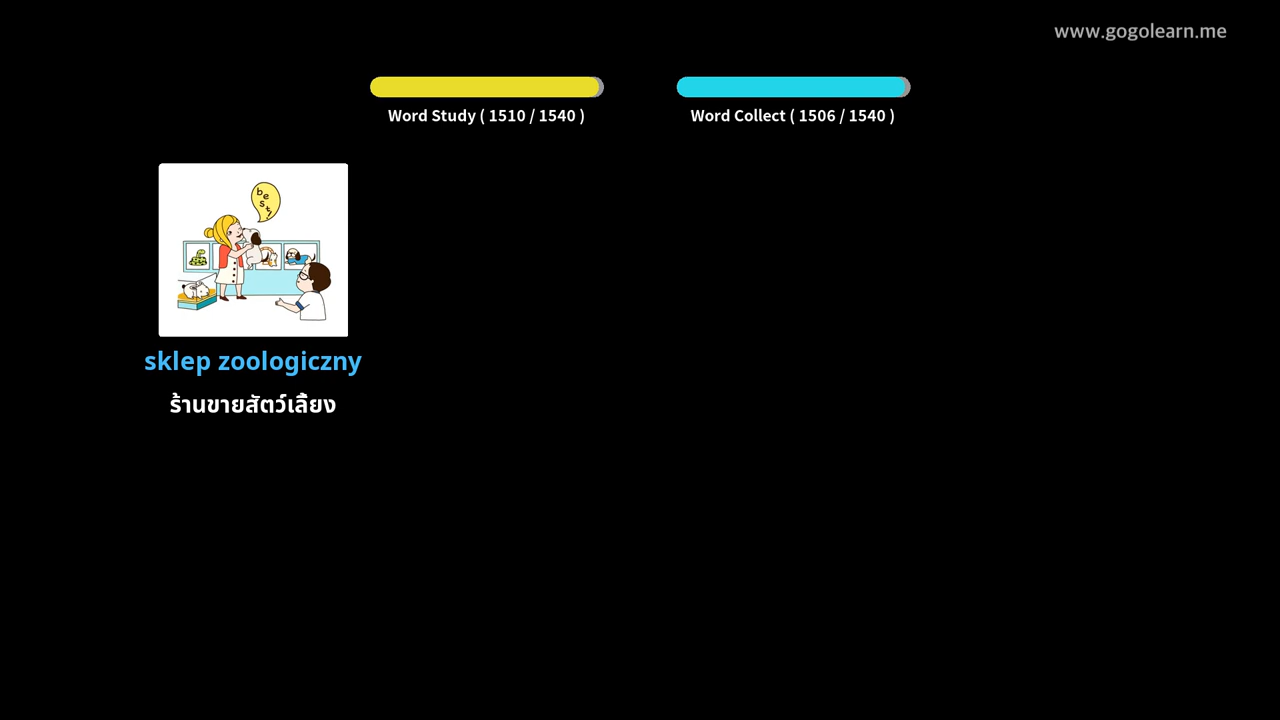 www.gogolearn.me
Word Study ( 1510 / 1540 )
Word Collect ( 1506 / 1540 )
best!
sklep zoologiczny
ร้านขายสัตว์เลี้ยง